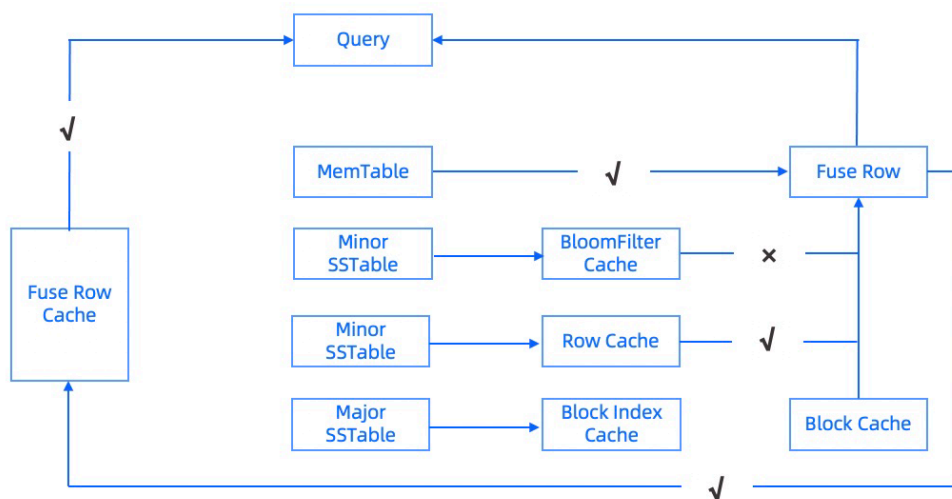 Query
√
MemTable
√
Fuse Row
Minor
SSTable
BloomFilter
Cache
×
Fuse Row
Cache
Minor
SSTable
Row Cache
√
Major
SSTable
Block Index
Cache
Block Cache
√